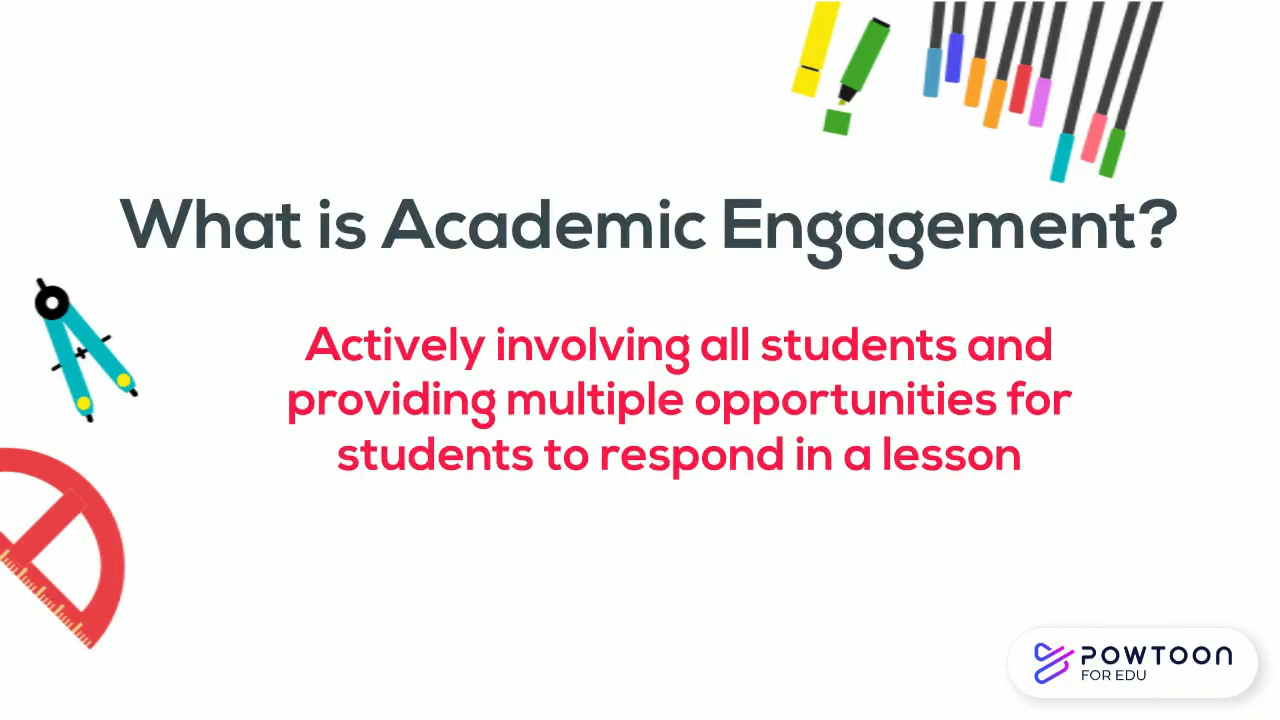 What is Academic Engagement?
Actively involving all students and
providing multiple opportunities for
students to respond in a lesson
POWTOON
FOR EDU